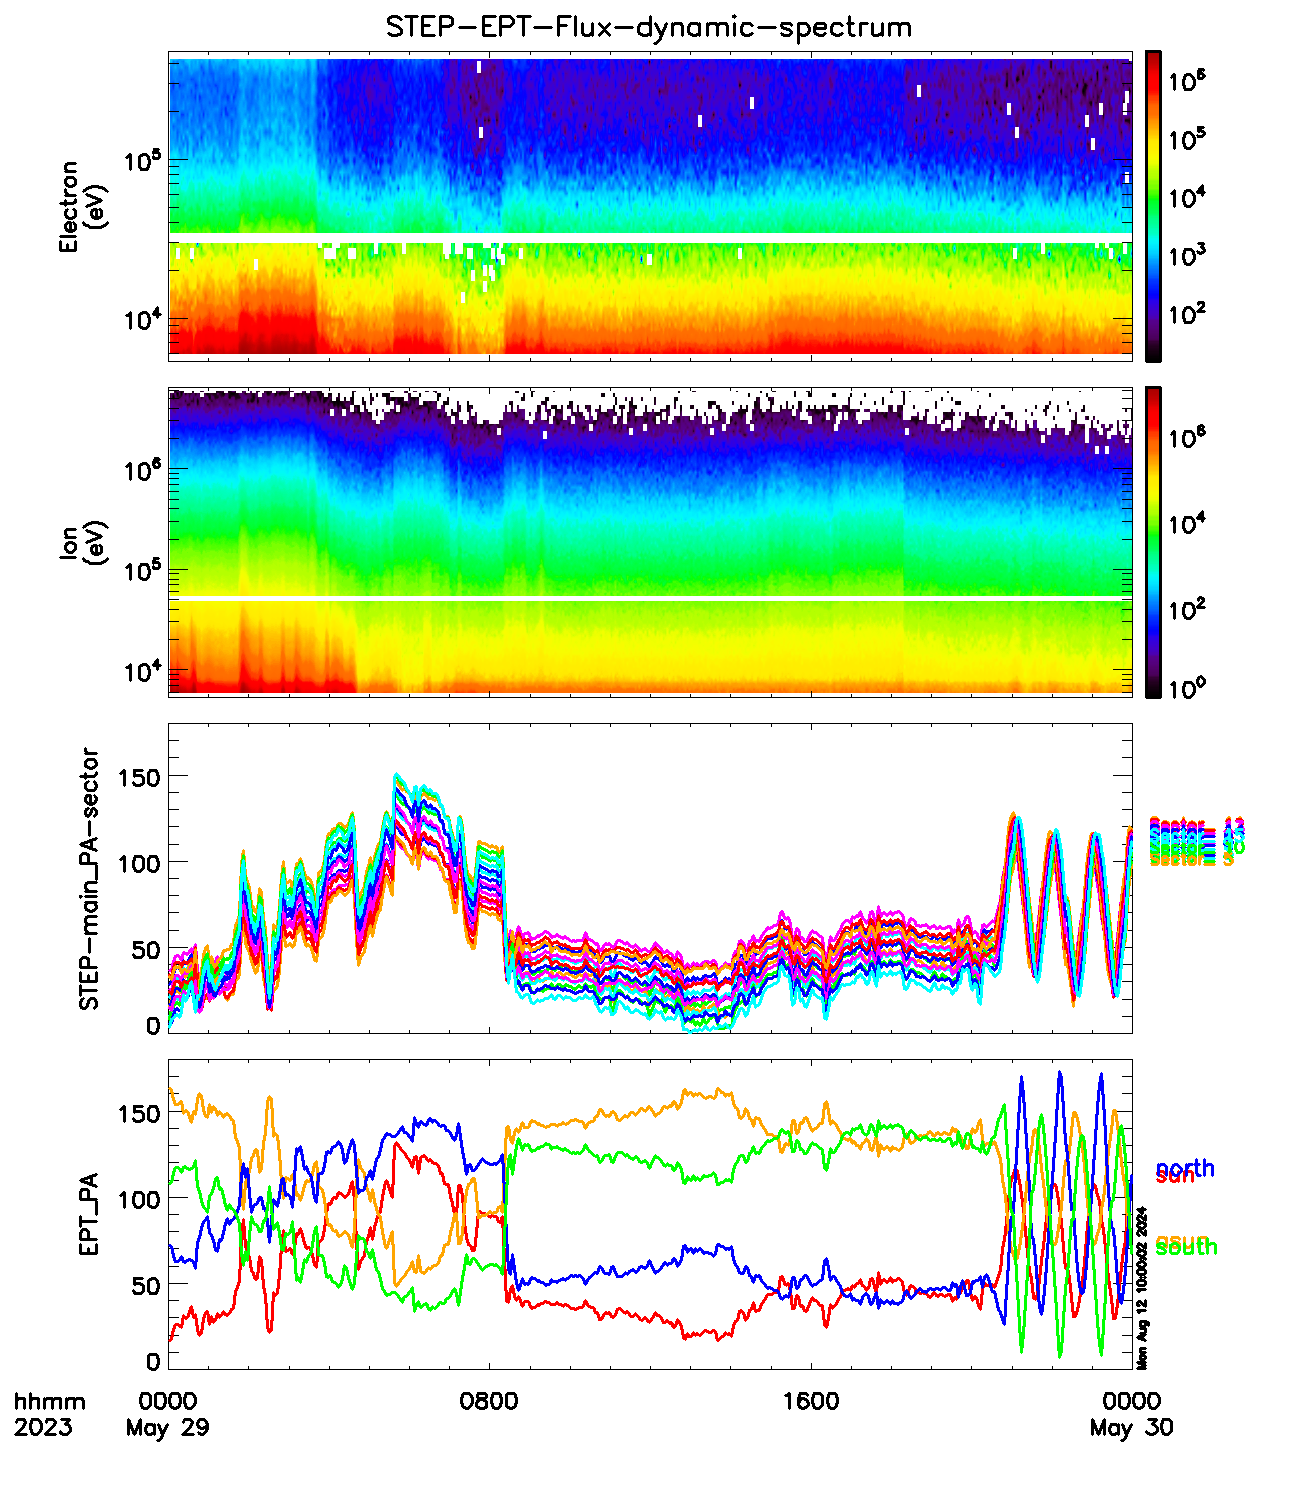 STEP-EPT-Flux-dynamic-spectrum
Electron
(eV)
10^5
10^4
10^6
10^5
10^4
10^3
10^2
Ion
(eV)
10^6
10^5
10^4
10^6
10^4
10^2
10^0
STEP-main_PA-sector
150
100
50
0
EPT_PA
150
100
50
0
north
sun
south
Mon Aug 12 10:00:02 2024
hhmm 0000 0800 1600 0000
2023 May 29 May 30